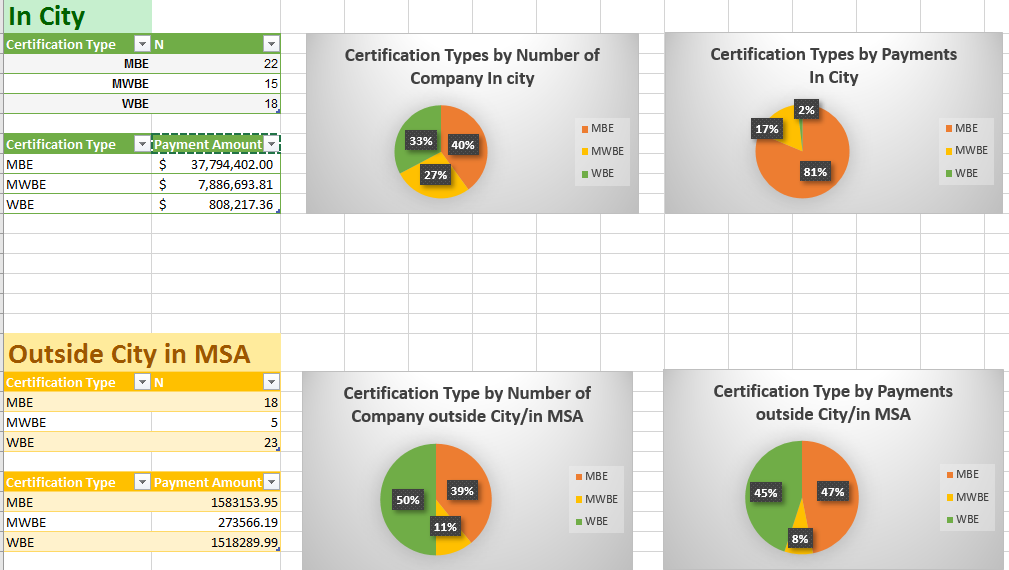 In City
Certification Type N
MBE 22
MWBE 15
WBE 18
Certification Type Payment Amount
MBE $ 37,794,402.00
MWBE $ 7,886,693.81
WBE $ 808,217.36
Certification Types by Number of
Company In city
33%
40%
27%
MBE
MWBE
WBE
Certification Types by Payments
In City
2%
17%
81%
MBE
MWBE
WBE
Outside City in MSA
Certification Type N
MBE 18
MWBE 5
WBE 23
Certification Type Payment Amount
MBE 1583153.95
MWBE 273566.19
WBE 1518289.99
Certification Type by Number of
Company outside City/in MSA
50%
39%
11%
MBE
MWBE
WBE
Certification Type by Payments
outside City/in MSA
45%
47%
8%
MBE
MWBE
WBE